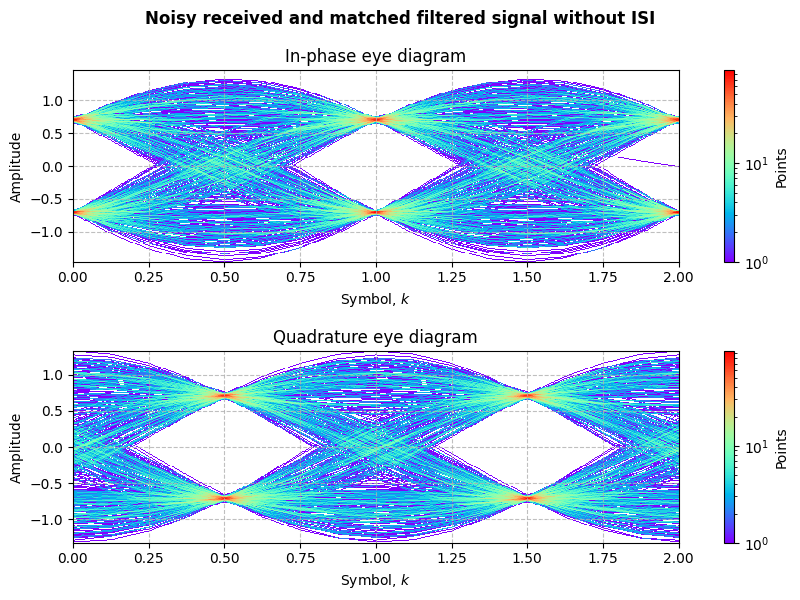 Noisy received and matched filtered signal without ISI
In-phase eye diagram
Amplitude
1.0
0.5
0.0
−0.5
−1.0
0.00 0.25 0.50 0.75 1.00 1.25 1.50 1.75 2.00
Symbol, k
10¹
10⁰
Points
Quadrature eye diagram
Amplitude
1.0
0.5
0.0
−0.5
−1.0
0.00 0.25 0.50 0.75 1.00 1.25 1.50 1.75 2.00
Symbol, k
10¹
10⁰
Points